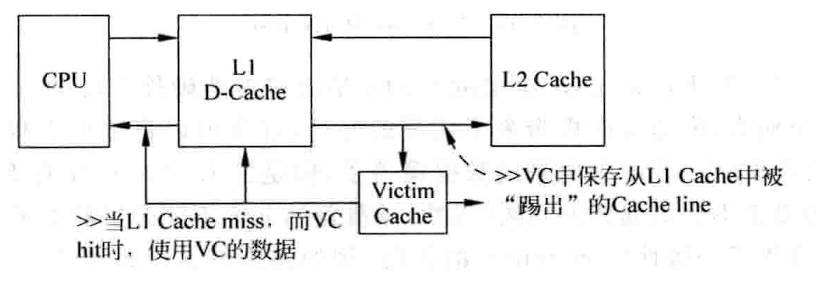 CPU
L1
D-Cache
L2 Cache
Victim
Cache
>>VC中保存从L1 Cache中被
“踢出”的Cache line
>>当L1 Cache miss，而VC
hit时，使用VC的数据